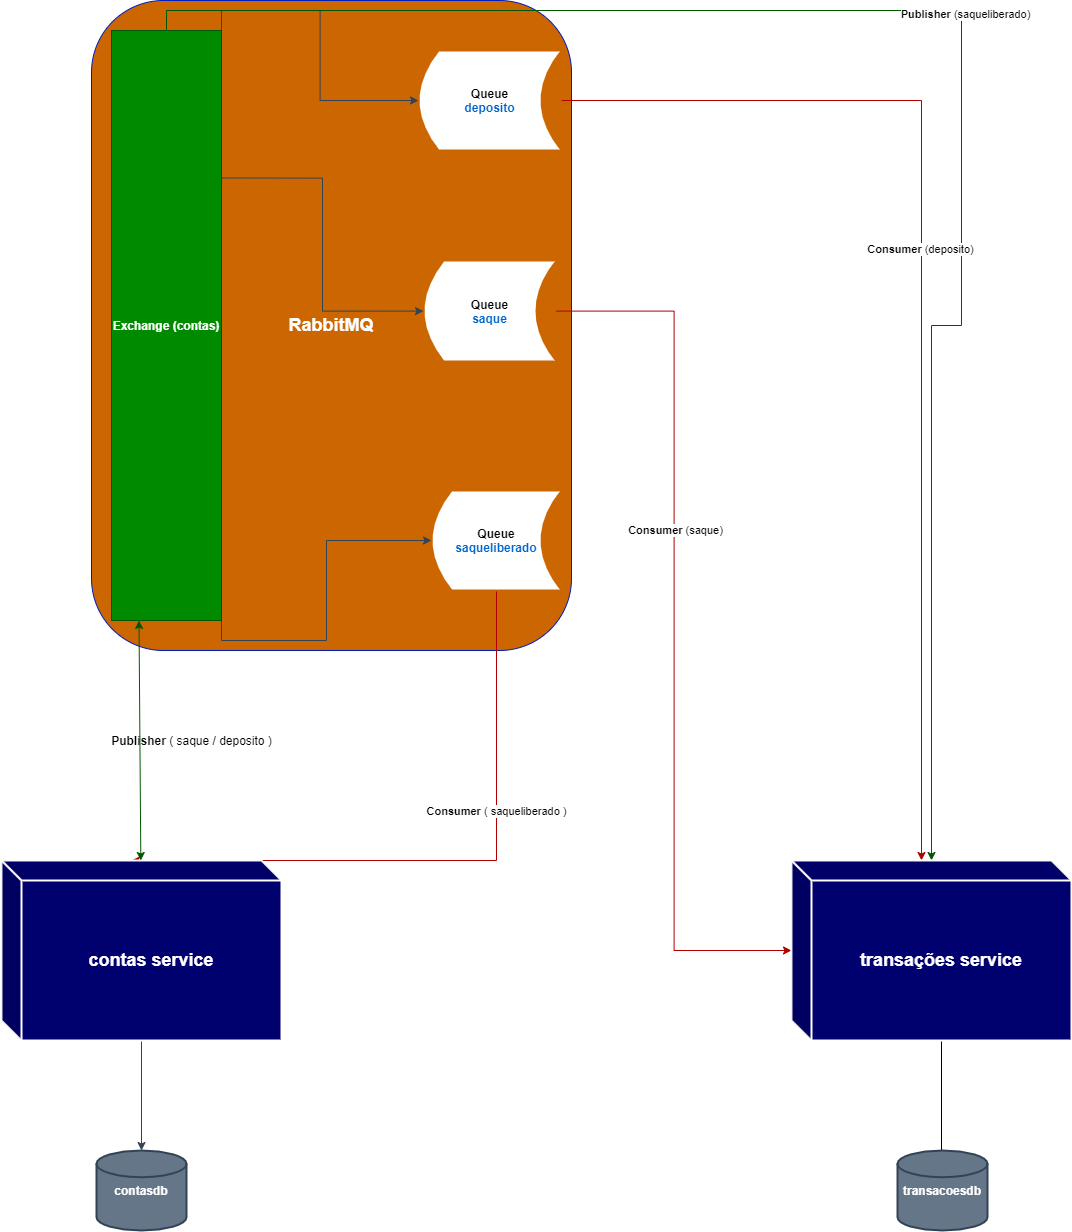 Publisher (saqueliberado)
Queue
deposito
Consumer (deposito)
Queue
saque
Exchange (contas)
RabbitMQ
Consumer (saque)
Queue
saqueliberado
Publisher ( saque / deposito )
Consumer ( saqueliberado )
contas service
transações service
contasdb
transacoesdb